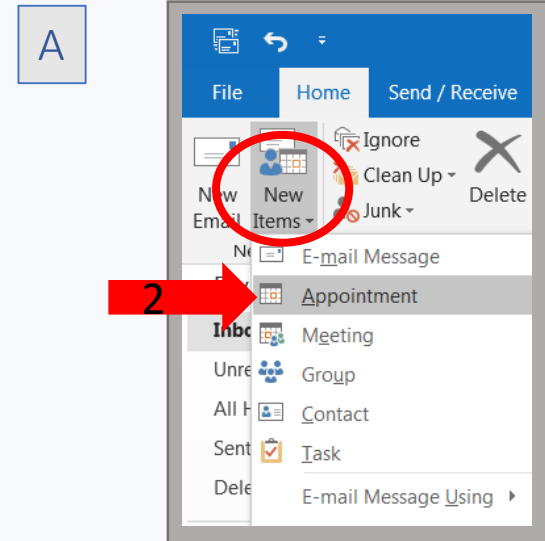 A
File Home Send / Receive
New Email
New Items
Ignore
Clean Up
Junk
Delete
2
E-mail Message
Appointment
Meeting
Group
Contact
Task
E-mail Message Using